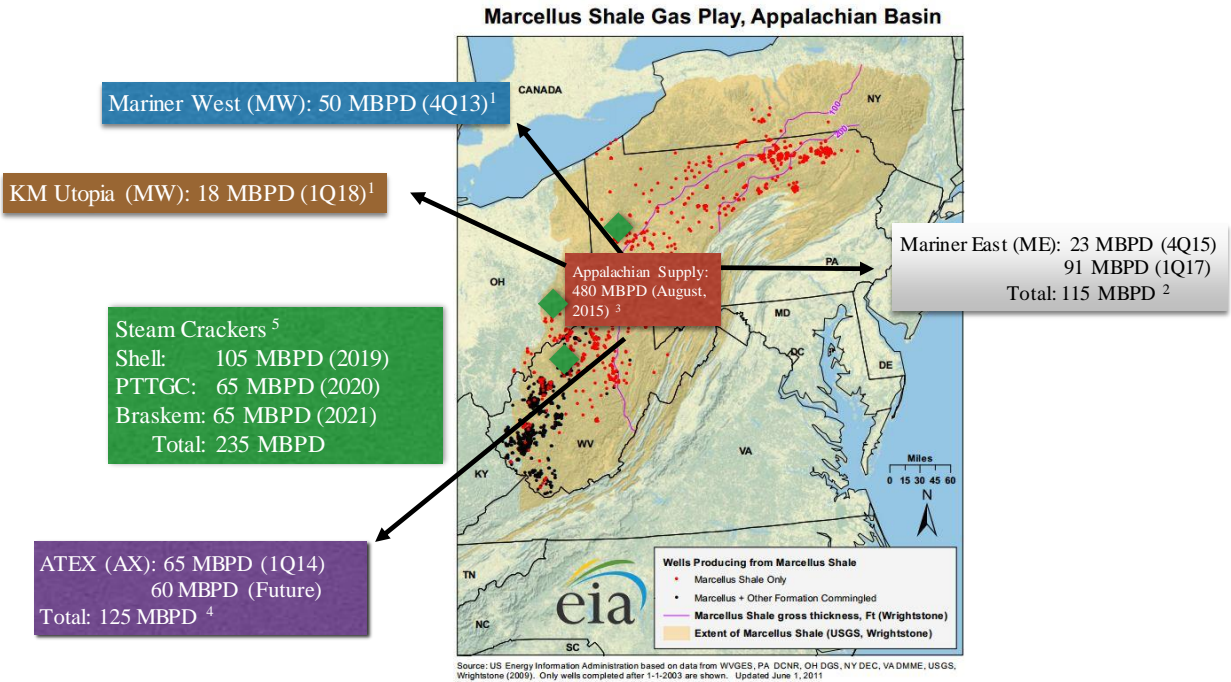 Marcellus Shale Gas Play, Appalachian Basin
Mariner West (MW): 50 MBPD (4Q13)1
KM Utopia (MW): 18 MBPD (1Q18)1
Steam Crackers 5
Shell: 105 MBPD (2019)
PTTGC: 65 MBPD (2020)
Braskem: 65 MBPD (2021)
Total: 235 MBPD
ATEX (AX): 65 MBPD (1Q14)
60 MBPD (Future)
Total: 125 MBPD 4
Appalachian Supply:
480 MBPD (August,
2015) 3
Mariner East (ME): 23 MBPD (4Q15)
91 MBPD (1Q17)
Total: 115 MBPD 2
CANADA
NY
100
200
PA
OH
MD
DC
DE
WV
VA
KY
TN
NC
SC
Miles
0 15 30 45 60
N
eia
Wells Producing from Marcellus Shale
Marcellus Shale Only
Marcellus + Other Formation Commingled
Marcellus Shale gross thickness, Ft (Wrightstone)
Extent of Marcellus Shale (USGS, Wrightstone)
Source: US Energy Information Administration based on data from WVGES, PA DCNR, OH DGS, NY DEC, VA DMME, USGS,
Wrightstone (2009). Only wells completed after 1-1-2003 are shown. Updated June 1, 2011